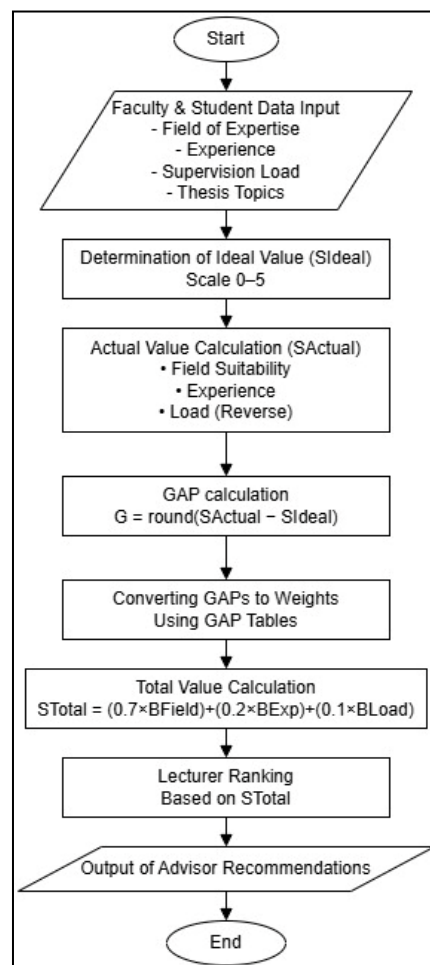 Start
Faculty & Student Data Input
- Field of Expertise
- Experience
- Supervision Load
- Thesis Topics
Determination of Ideal Value (SIdeal)
Scale 0–5
Actual Value Calculation (SActual)
• Field Suitability
• Experience
• Load (Reverse)
GAP calculation
G = round(SActual − SIdeal)
Converting GAPs to Weights
Using GAP Tables
Total Value Calculation
STotal = (0.7×BField)+(0.2×BExp)+(0.1×BLoad)
Lecturer Ranking
Based on STotal
Output of Advisor Recommendations
End